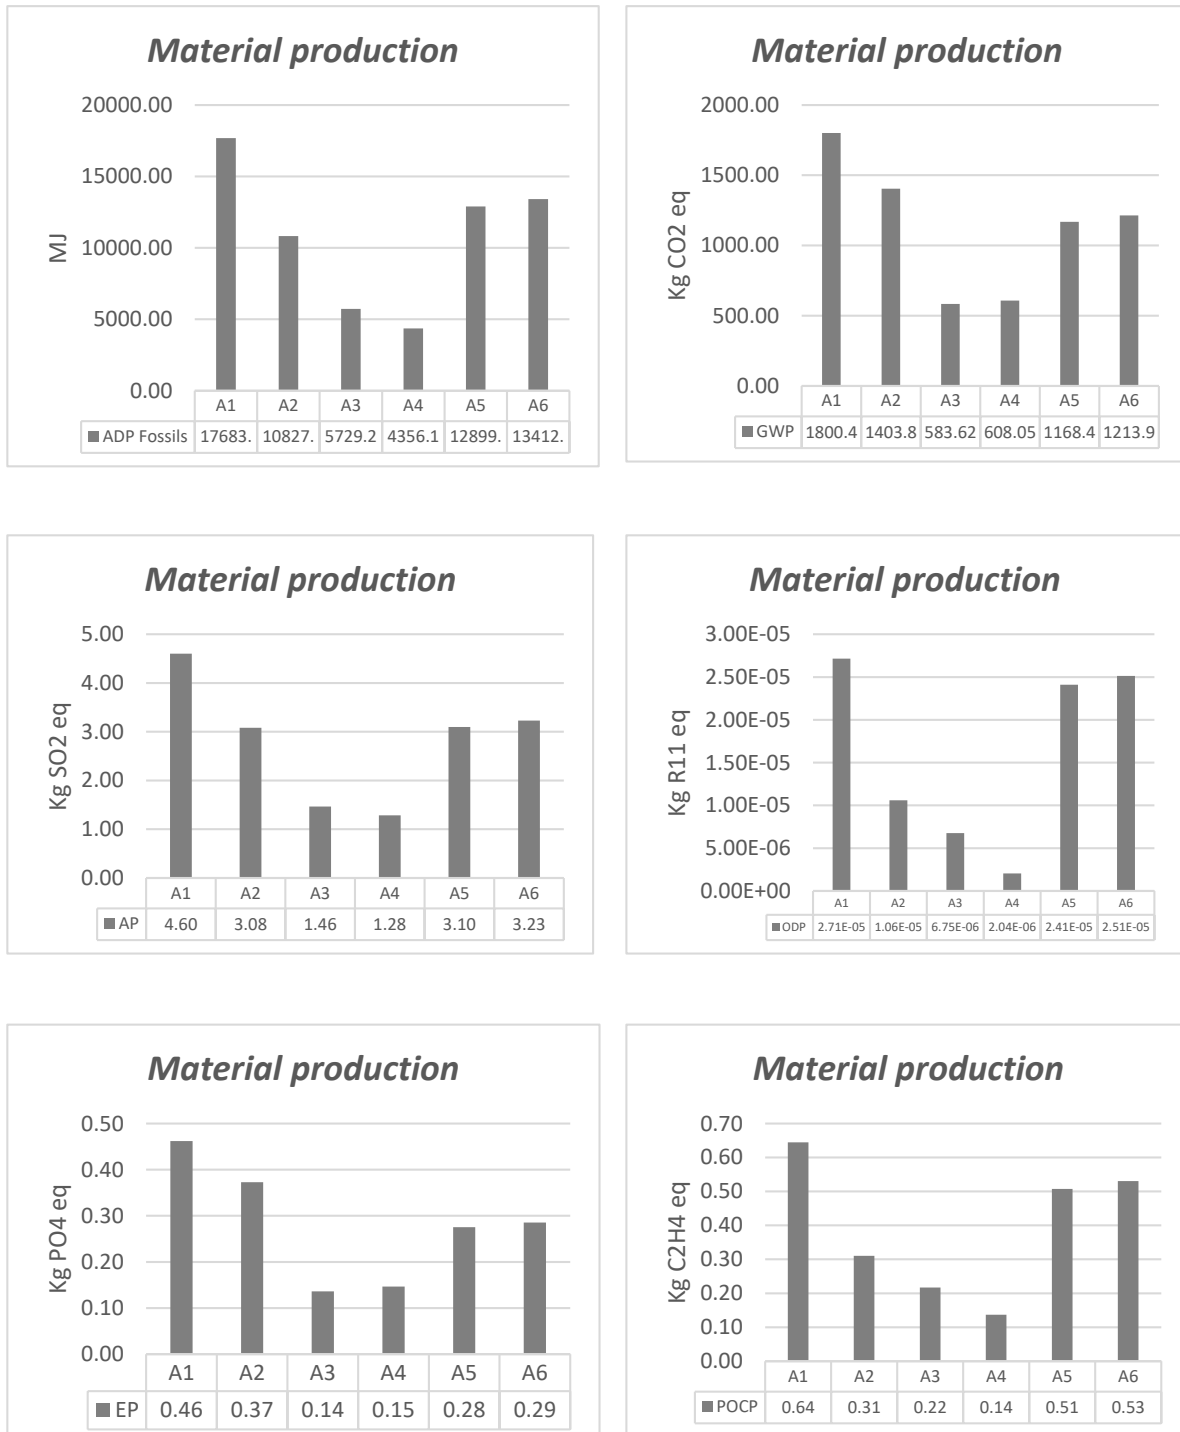 Material production
20000.00
15000.00
10000.00
5000.00
0.00
MJ
A1 A2 A3 A4 A5 A6
ADP Fossils 17683. 10827. 5729.2 4356.1 12899. 13412.
Material production
2000.00
1500.00
1000.00
500.00
0.00
Kg CO2 eq
A1 A2 A3 A4 A5 A6
GWP 1800.4 1403.8 583.62 608.05 1168.4 1213.9
Material production
5.00
4.00
3.00
2.00
1.00
0.00
Kg SO2 eq
A1 A2 A3 A4 A5 A6
AP 4.60 3.08 1.46 1.28 3.10 3.23
Material production
3.00E-05
2.50E-05
2.00E-05
1.50E-05
1.00E-05
5.00E-06
0.00E+00
Kg R11 eq
A1 A2 A3 A4 A5 A6
ODP 2.71E-05 1.06E-05 6.75E-06 2.04E-06 2.41E-05 2.51E-05
Material production
0.50
0.40
0.30
0.20
0.10
0.00
Kg PO4 eq
A1 A2 A3 A4 A5 A6
EP 0.46 0.37 0.14 0.15 0.28 0.29
Material production
0.70
0.60
0.50
0.40
0.30
0.20
0.10
0.00
Kg C2H4 eq
A1 A2 A3 A4 A5 A6
POCP 0.64 0.31 0.22 0.14 0.51 0.53